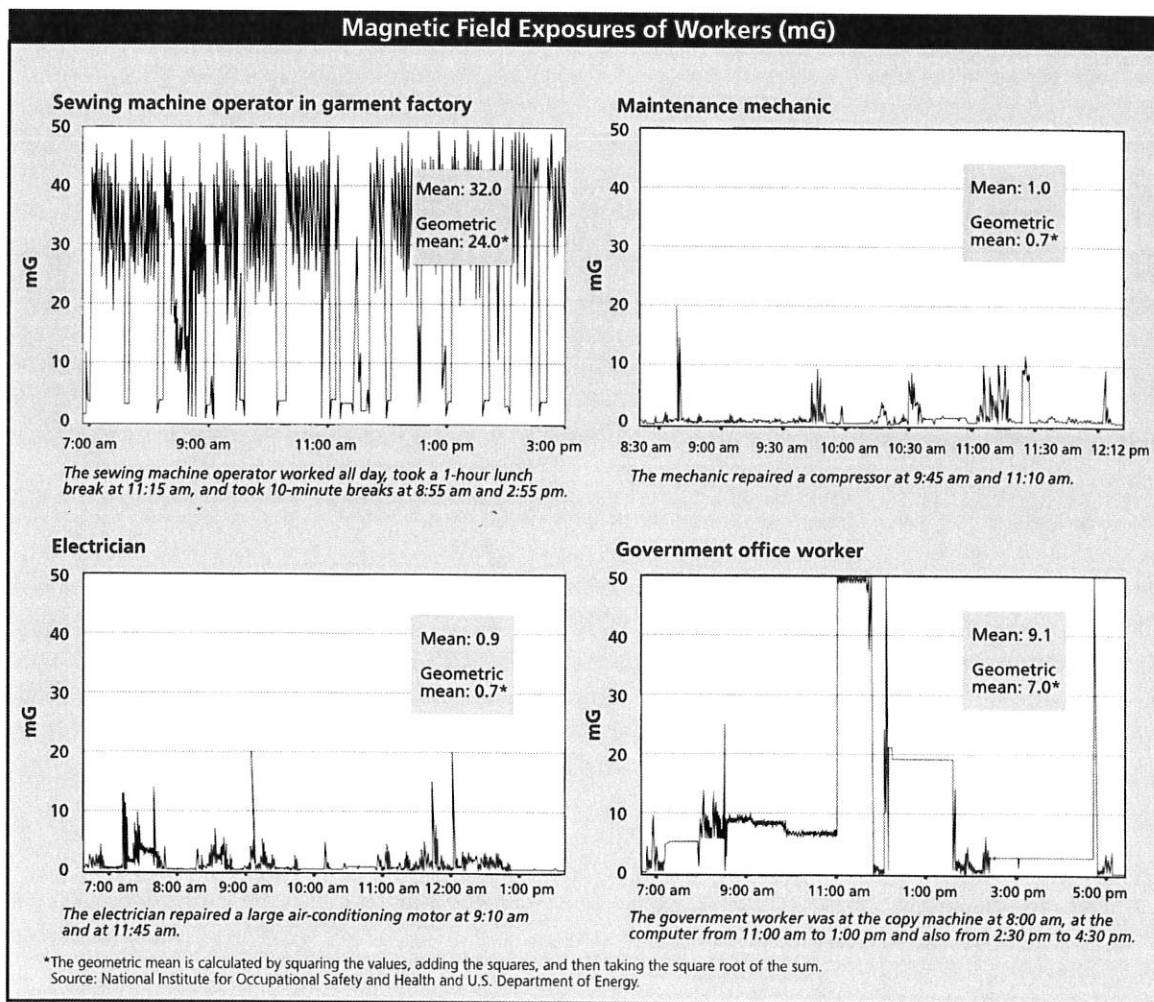 Magnetic Field Exposures of Workers (mG)
Sewing machine operator in garment factory
50
40
30
20
10
0
mG
Mean: 32.0
Geometric
mean: 24.0*
7:00 am 9:00 am 11:00 am 1:00 pm 3:00 pm
The sewing machine operator worked all day, took a 1-hour lunch
break at 11:15 am, and took 10-minute breaks at 8:55 am and 2:55 pm.
Maintenance mechanic
50
40
30
20
10
0
mG
Mean: 1.0
Geometric
mean: 0.7*
8:30 am 9:00 am 9:30 am 10:00 am 10:30 am 11:00 am 11:30 am 12:12 pm
The mechanic repaired a compressor at 9:45 am and 11:10 am.
Electrician
50
40
30
20
10
0
mG
Mean: 0.9
Geometric
mean: 0.7*
7:00 am 8:00 am 9:00 am 10:00 am 11:00 am 12:00 am 1:00 pm
The electrician repaired a large air-conditioning motor at 9:10 am
and at 11:45 am.
Government office worker
50
40
30
20
10
0
mG
Mean: 9.1
Geometric
mean: 7.0*
7:00 am 9:00 am 11:00 am 1:00 pm 3:00 pm 5:00 pm
The government worker was at the copy machine at 8:00 am, at the
computer from 11:00 am to 1:00 pm and also from 2:30 pm to 4:30 pm.
*The geometric mean is calculated by squaring the values, adding the squares, and then taking the square root of the sum.
Source: National Institute for Occupational Safety and Health and U.S. Department of Energy.